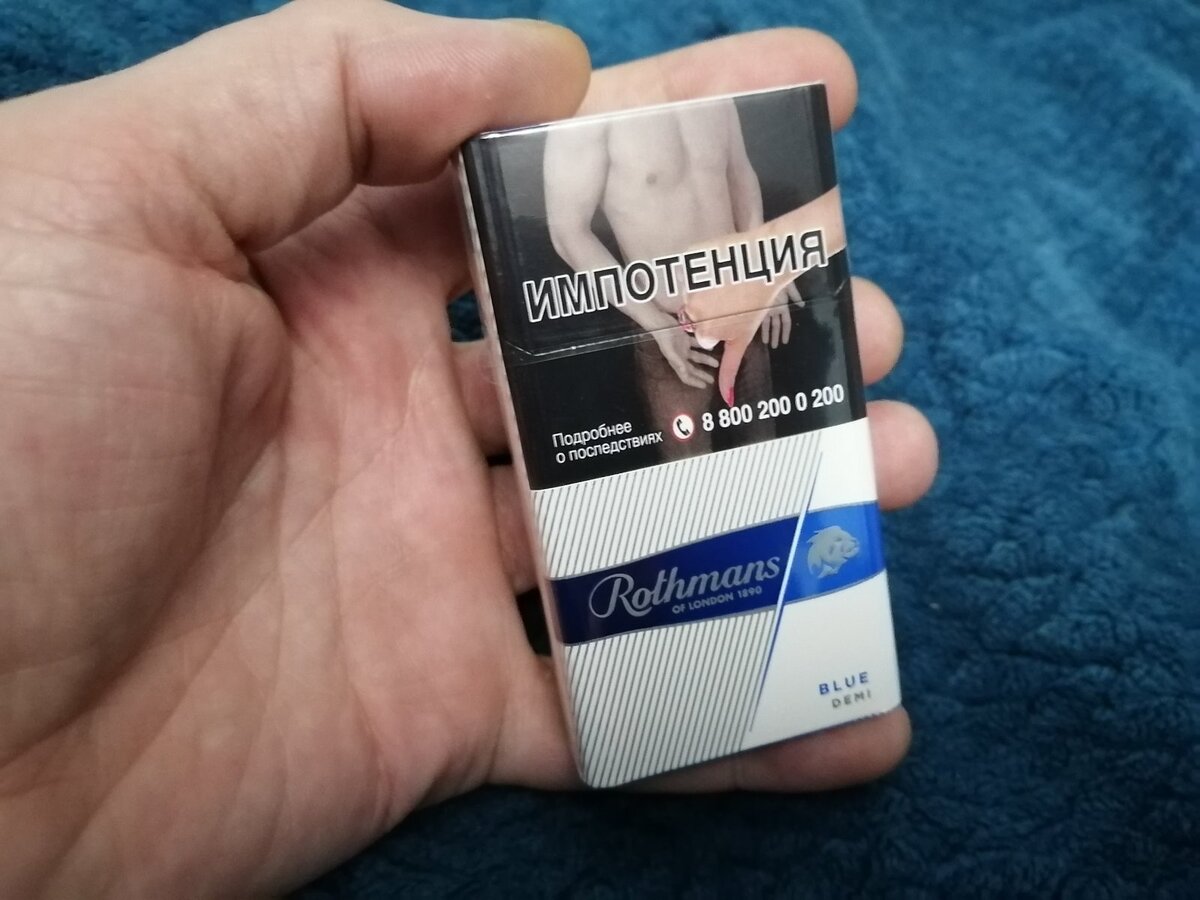 ИМПОТЕНЦИЯ
Подробнее
о последствиях
8 800 200 0 200
Rothmans
OF LONDON 1890
BLUE
DEMI